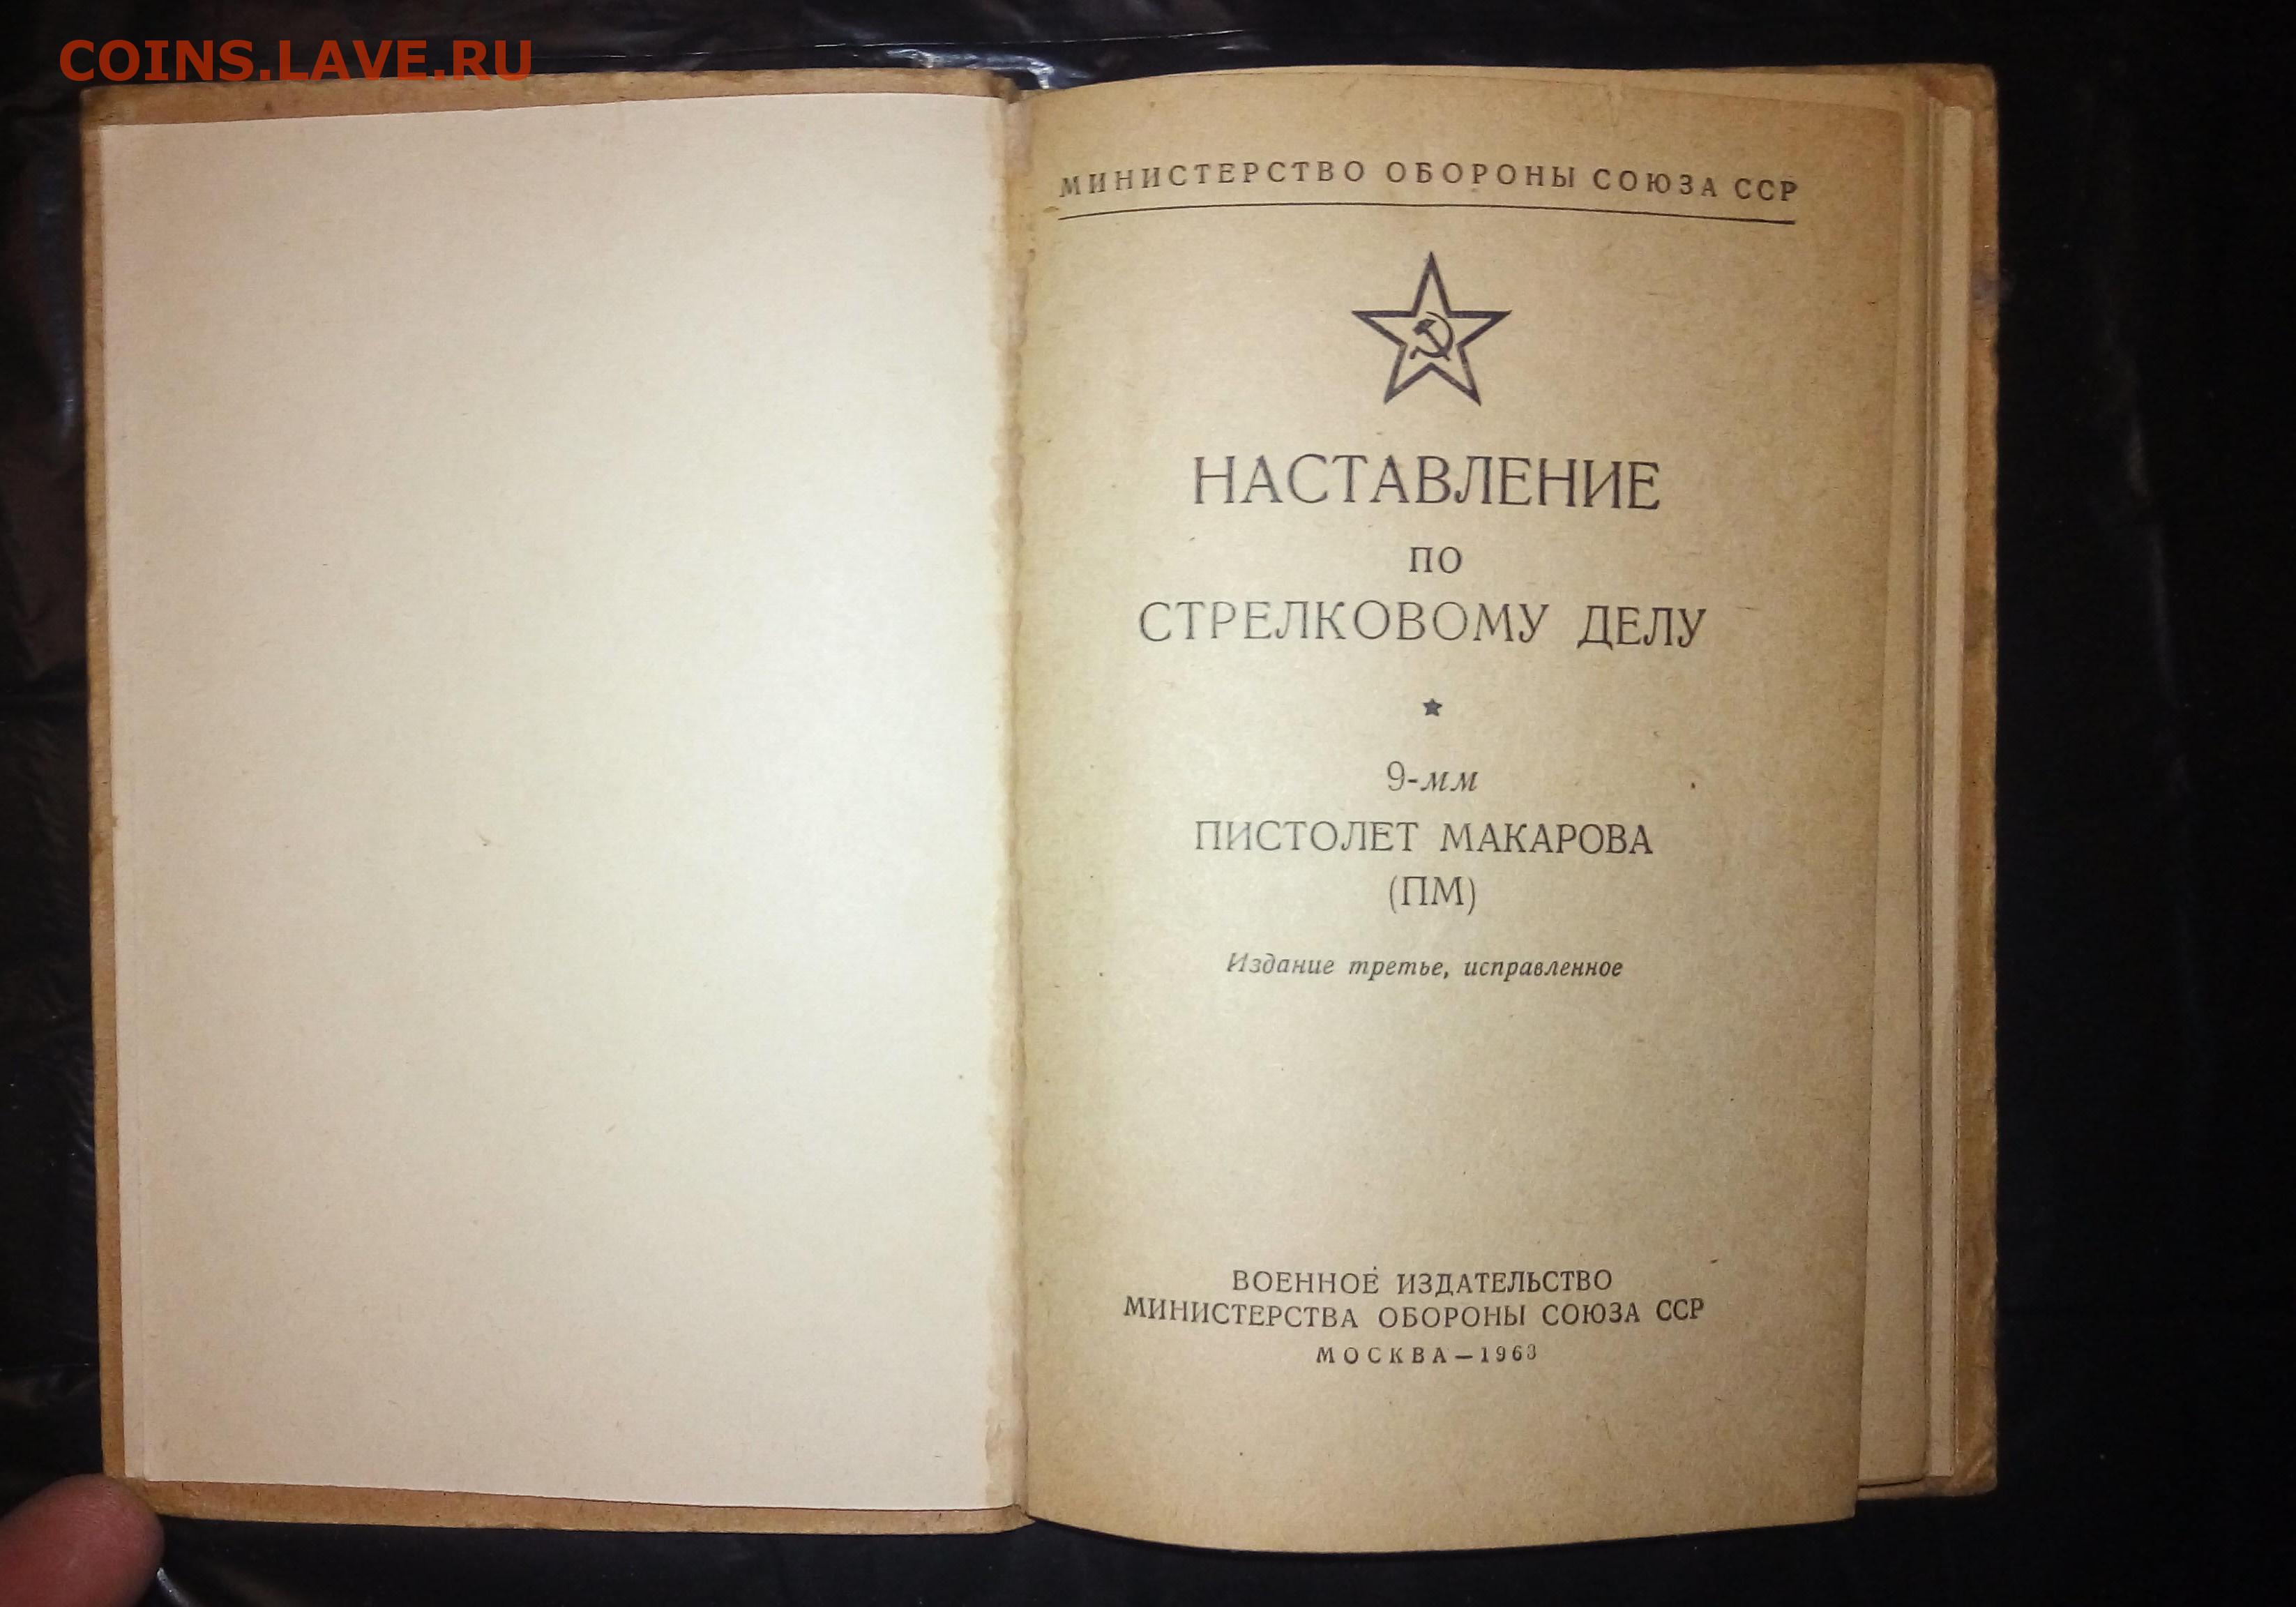 COINS.LAVE.RU
МИНИСТЕРСТВО ОБОРОНЫ СОЮЗА ССР
НАСТАВЛЕНИЕ
ПО
СТРЕЛКОВОМУ ДЕЛУ
9-мм
ПИСТОЛЕТ МАКАРОВА
(ПМ)
Издание третье, исправленное
ВОЕННОЕ ИЗДАТЕЛЬСТВО
МИНИСТЕРСТВА ОБОРОНЫ СОЮЗА ССР
МОСКВА—1963